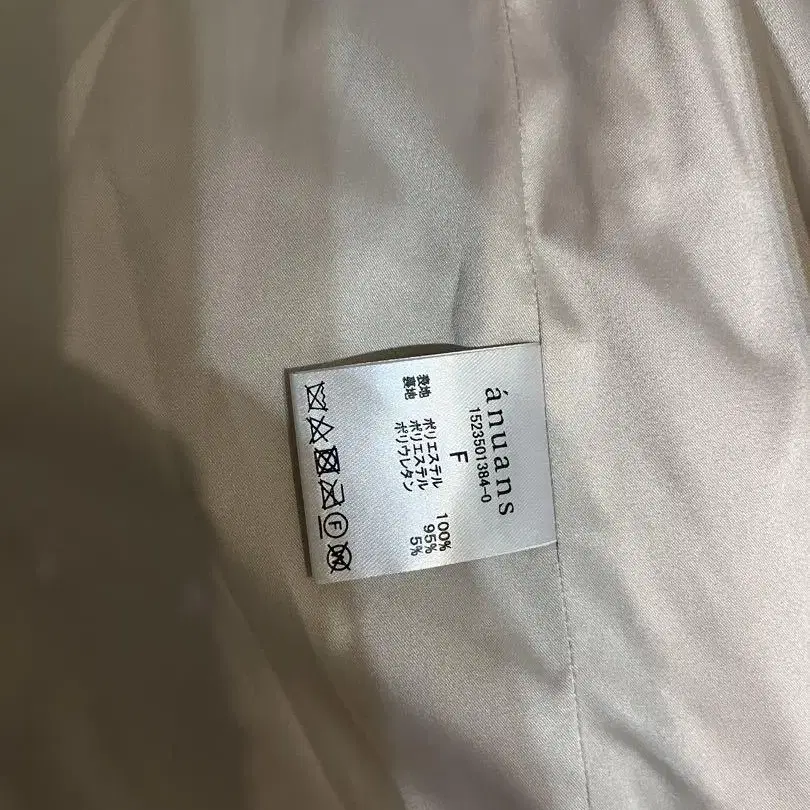 ánuans
1523501384-0
F
表地 ポリエステル 100%
裏地 ポリエステル 95%
ポリウレタン 5%
F